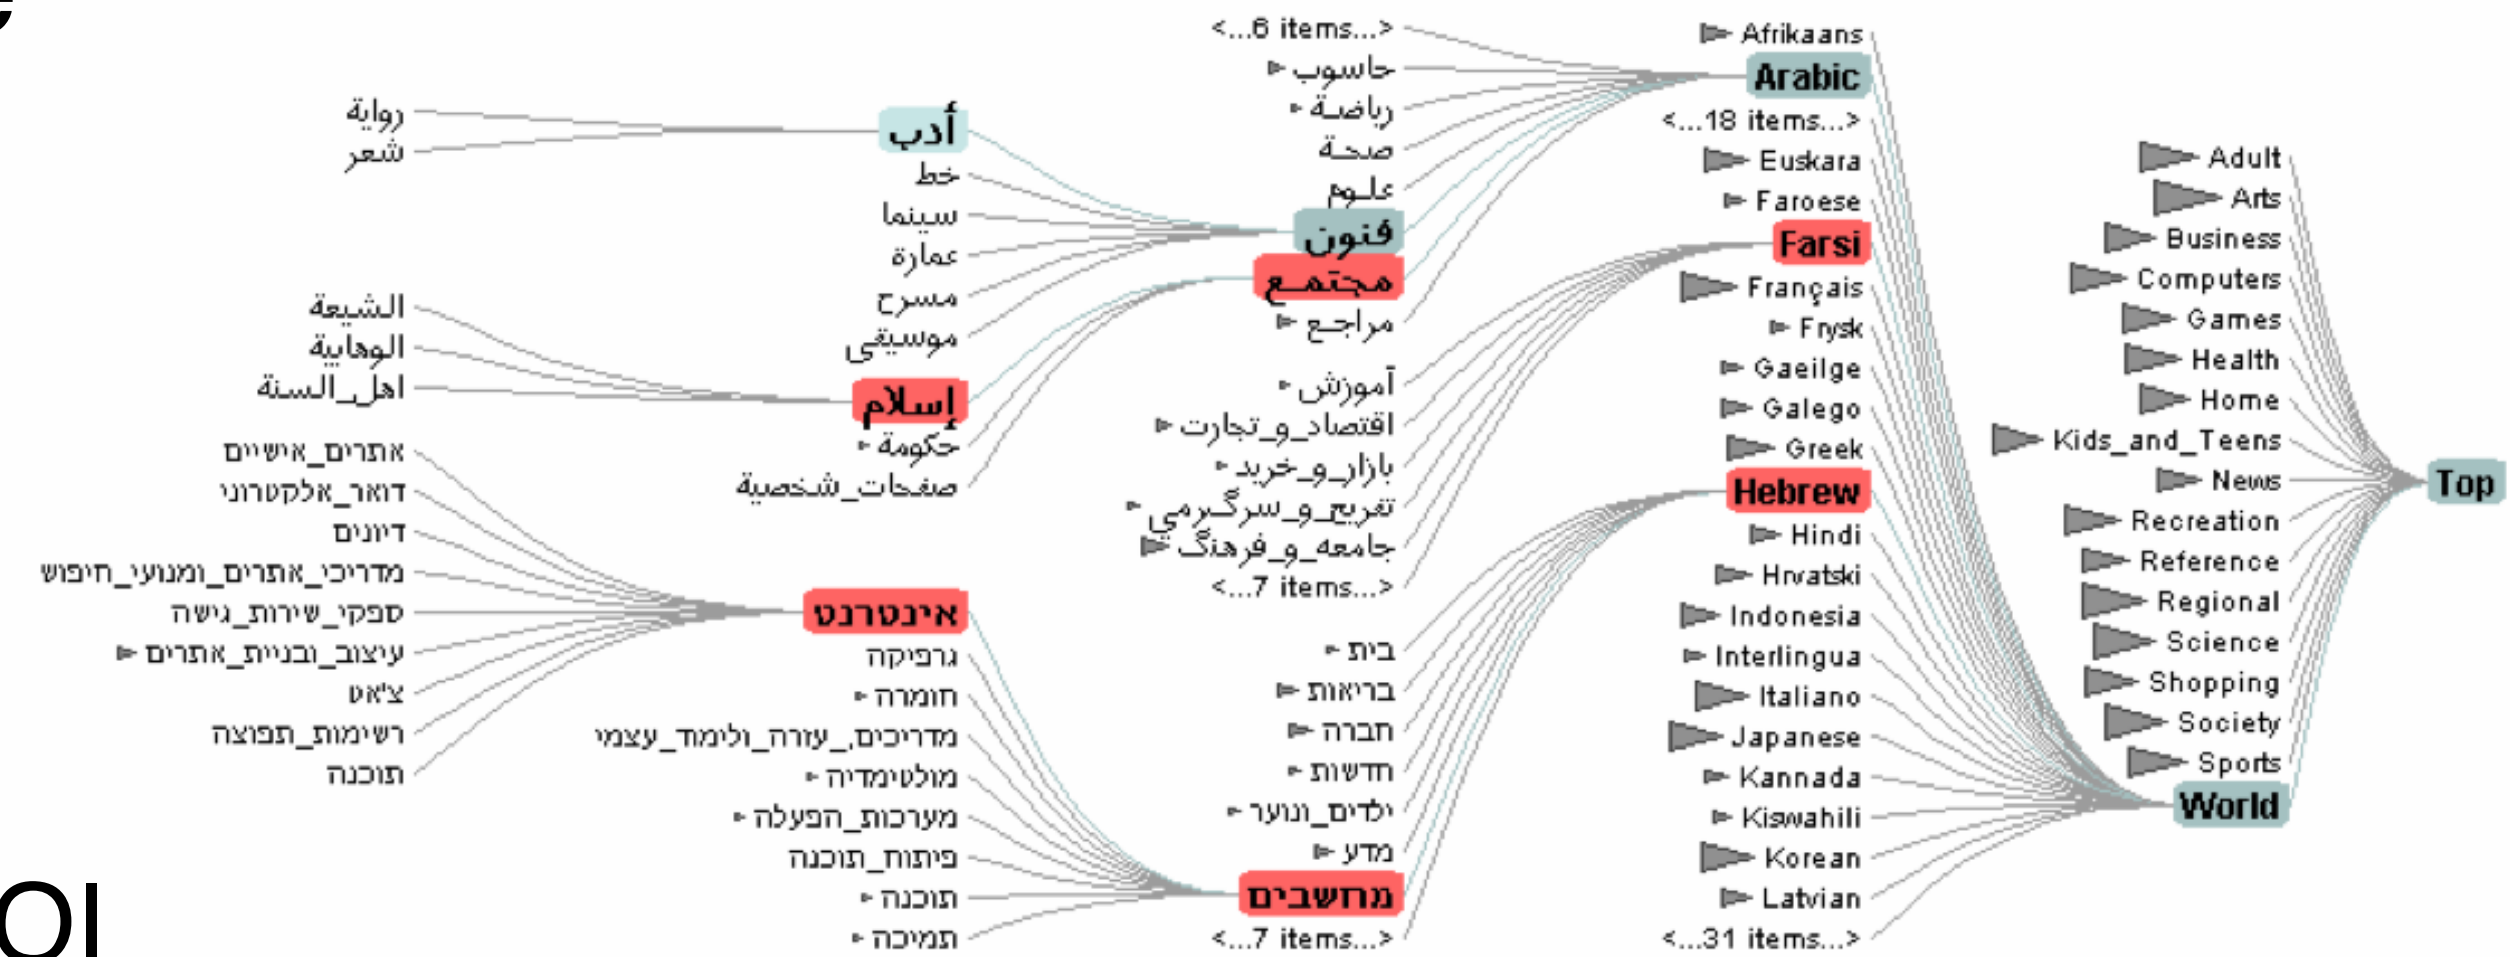 Top
Adult
Arts
Business
Computers
Games
Health
Home
Kids_and_Teens
News
Recreation
Reference
Regional
Science
Shopping
Society
Sports
World
Afrikaans
Arabic
<...18 items...>
Euskara
Faroese
Farsi
Français
Frysk
Gaeilge
Galego
Greek
Hebrew
Hindi
Hrvatski
Indonesia
Interlingua
Italiano
Japanese
Kannada
Kiswahili
Korean
Latvian
<...31 items...>
<...6 items...>
حاسوب
رياضة
صحة
علوم
فنون
مجتمع
مراجع
آموزش
اقتصاد_و_تجارت
بازار_و_خريد
تفريح_و_سرگرمي
جامعه_و_فرهنگ
<...7 items...>
בית
בריאות
חברה
חדשות
ילדים_ונוער
מדע
מחשבים
<...7 items...>
أدب
خط
سينما
عمارة
مسرح
موسيقى
إسلام
حكومة
صفحات_شخصية
אינטרנט
גרפיקה
חומרה
מדריכים,_עזרה_ולימוד_עצמי
מולטימדיה
מערכות_הפעלה
פיתוח_תוכנה
תוכנה
תמיכה
رواية
شعر
الشيعة
الوهابية
اهل_السنة
אתרים_אישיים
דואר_אלקטרוני
דיונים
מדריכי_אתרים_ומנועי_חיפוש
ספקי_שירות_גישה
עיצוב_ובניית_אתרים
צ'אט
רשימות_תפוצה
תוכנה